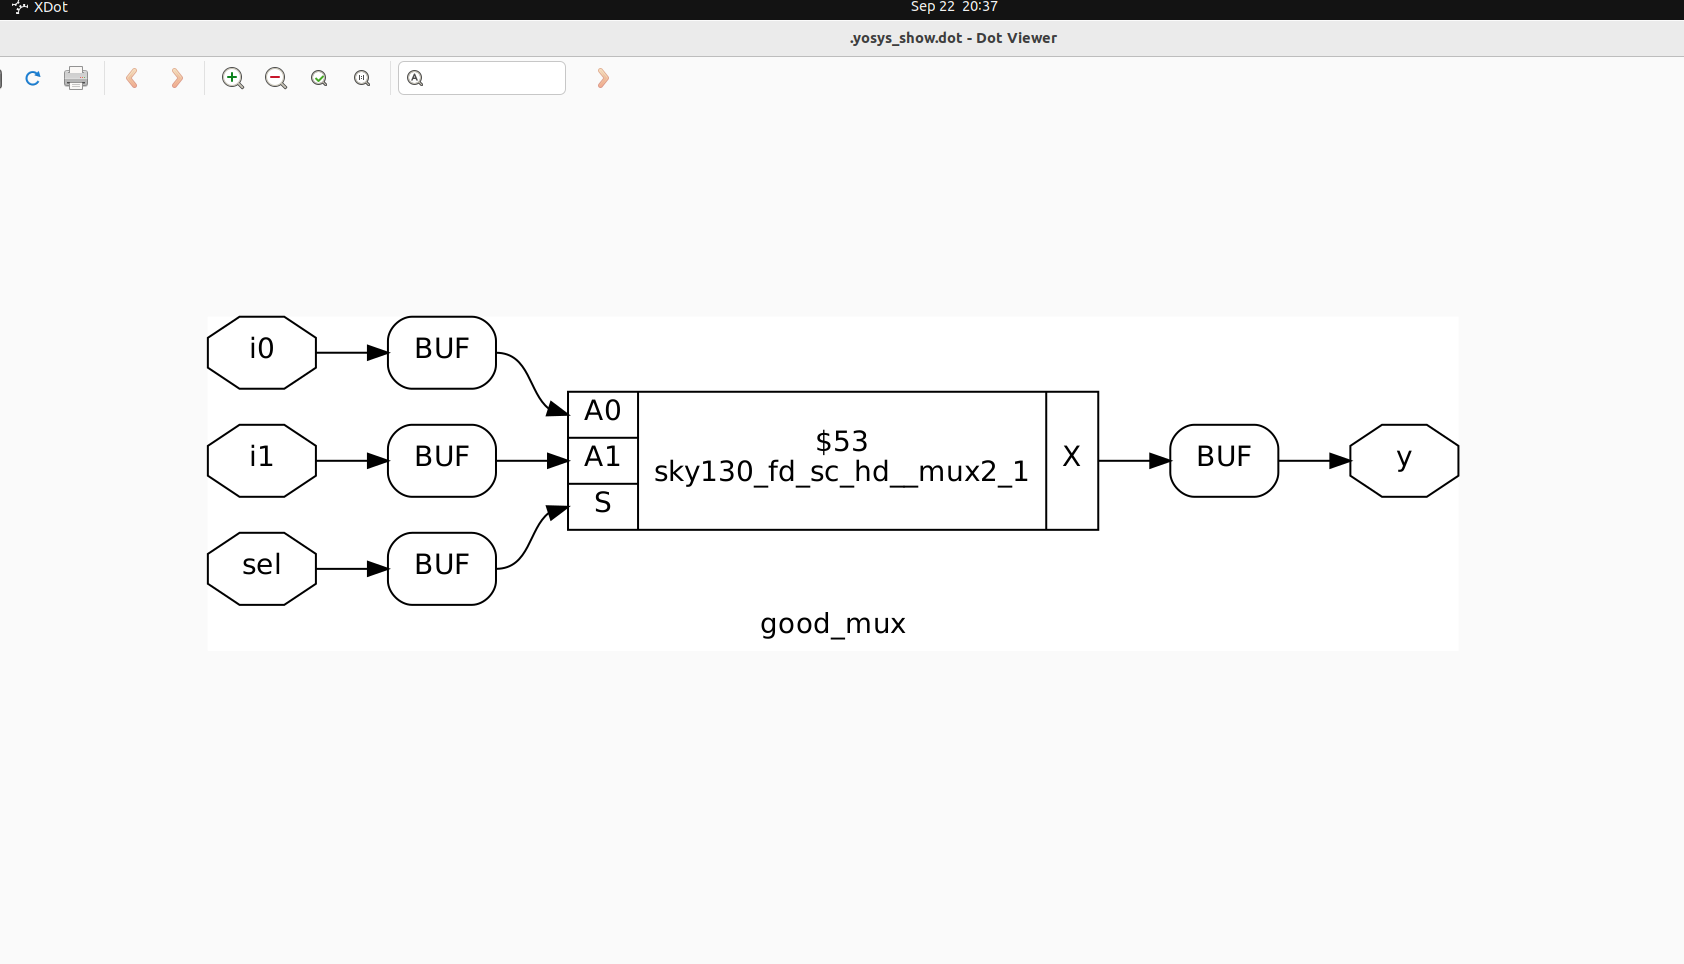 XDot
Sep 22 20:37
.yosys_show.dot - Dot Viewer
i0
BUF
A0
i1
BUF
A1
$53
sky130_fd_sc_hd__mux2_1
X
BUF
y
S
sel
BUF
good_mux